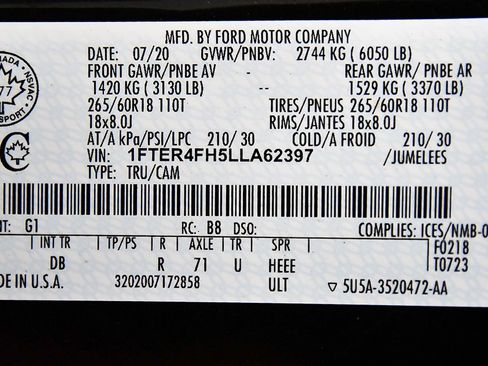 MFD. BY FORD MOTOR COMPANY
DATE: 07/20 GVWR/PNBV: 2744 KG ( 6050 LB)
FRONT GAWR/PNBE AV - REAR GAWR/ PNBE AR
1420 KG ( 3130 LB) -- 1529 KG ( 3370 LB)
265/60R18 110T TIRES/PNEUS 265/60R18 110T
18x8.0J RIMS/JANTES 18x8.0J
AT/A kPa/PSI/LPC 210/ 30 COLD/A FROID 210/ 30
VIN: 1FTER4FH5LLA62397 /JUMELEES
TYPE: TRU/CAM
NSVAC
77
C
NT: G1 RC: B8 DSO: COMPLIES: ICES/NMB-0
INT TR TP/PS R AXLE TR SPR F0218
DB R 71 U HEEE T0723
DE IN U.S.A. 3202007172858 ULT ▽ 5U5A-3520472-AA